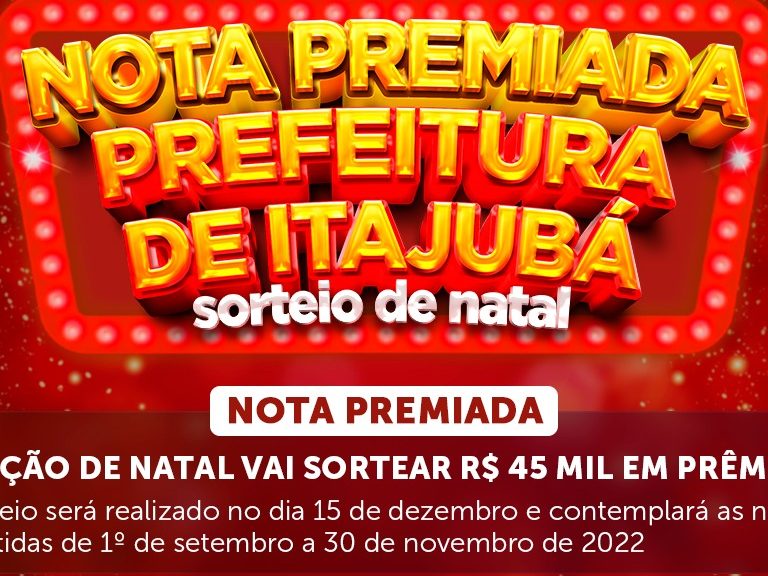 NOTA PREMIADA
PREFEITURA
DE ITAJUBÁ
sorteio de natal
NOTA PREMIADA
ÇÃO DE NATAL VAI SORTEAR R$ 45 MIL EM PRÊM
eio será realizado no dia 15 de dezembro e contemplará as n
tidas de 1º de setembro a 30 de novembro de 2022